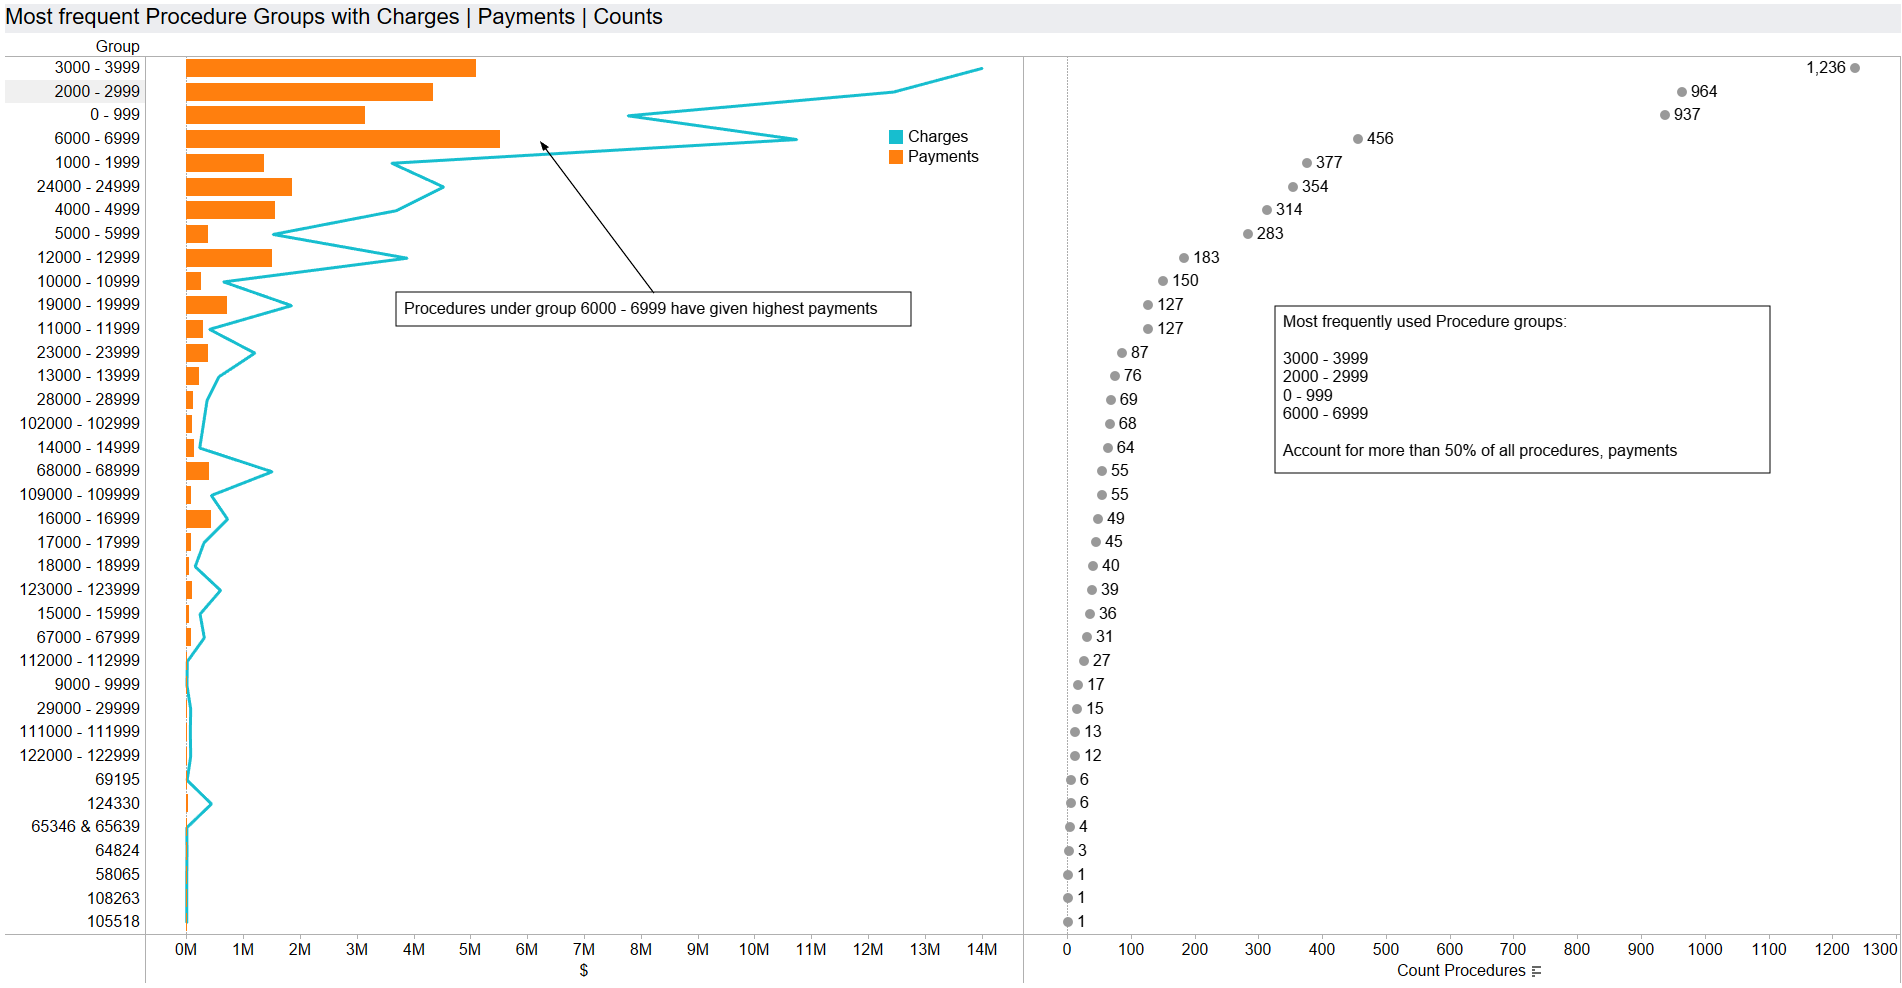 Most frequent Procedure Groups with Charges | Payments | Counts
Group
3000 - 3999
2000 - 2999
0 - 999
6000 - 6999
1000 - 1999
24000 - 24999
4000 - 4999
5000 - 5999
12000 - 12999
10000 - 10999
19000 - 19999
11000 - 11999
23000 - 23999
13000 - 13999
28000 - 28999
102000 - 102999
14000 - 14999
68000 - 68999
109000 - 109999
16000 - 16999
17000 - 17999
18000 - 18999
123000 - 123999
15000 - 15999
67000 - 67999
112000 - 112999
9000 - 9999
29000 - 29999
111000 - 111999
122000 - 122999
69195
124330
65346 & 65639
64824
58065
108263
105518
Charges
Payments
Procedures under group 6000 - 6999 have given highest payments
0M 1M 2M 3M 4M 5M 6M 7M 8M 9M 10M 11M 12M 13M 14M
$
1,236
964
937
456
377
354
314
283
183
150
127
127
87
76
69
68
64
55
55
49
45
40
39
36
31
27
17
15
13
12
6
6
4
3
1
1
1
Most frequently used Procedure groups:
3000 - 3999
2000 - 2999
0 - 999
6000 - 6999
Account for more than 50% of all procedures, payments
0 100 200 300 400 500 600 700 800 900 1000 1100 1200 1300
Count Procedures